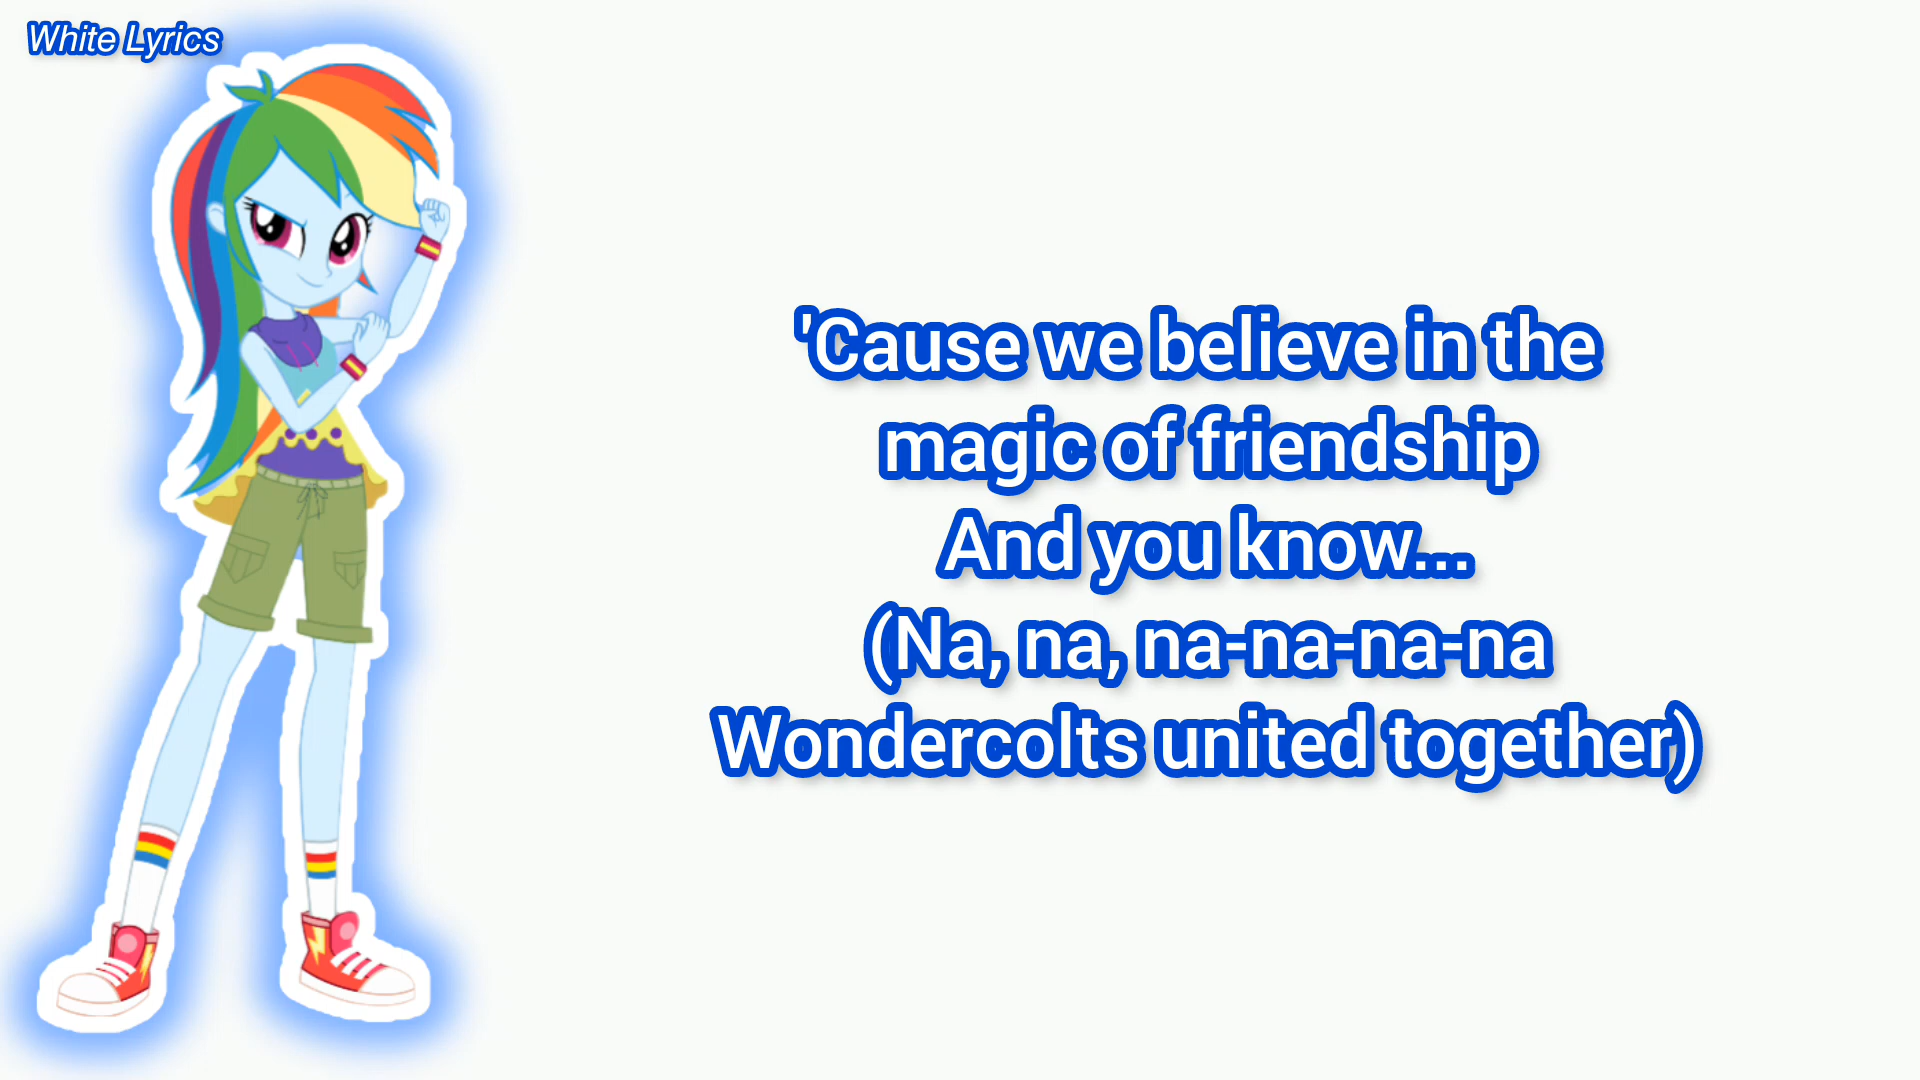 White Lyrics
'Cause we believe in the
magic of friendship
And you know...
(Na, na, na-na-na-na
Wondercolts united together)